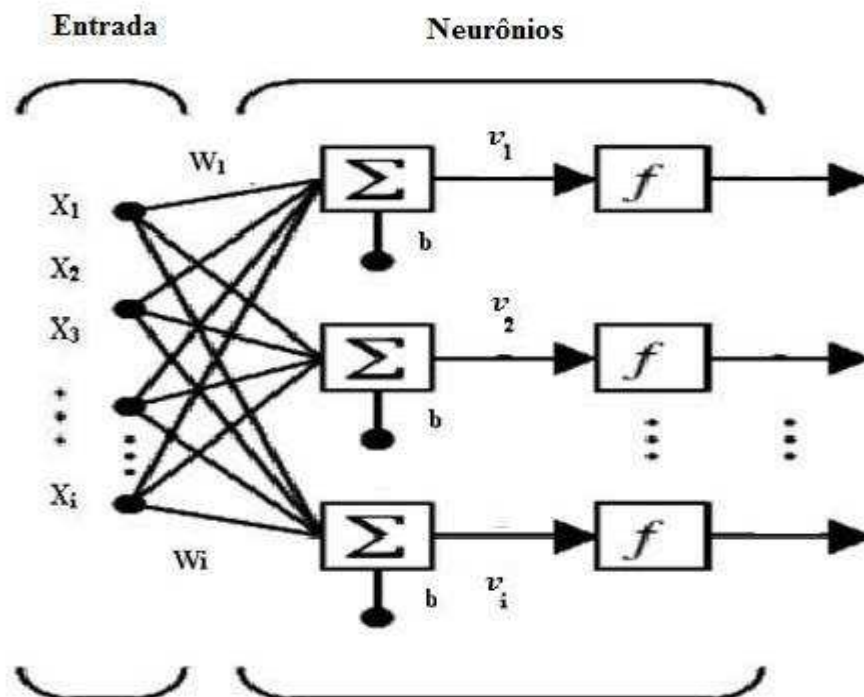 Entrada
Neurônios
W₁
Σ
v₁
f
X₁
b
X₂
v₂
X₃
Σ
f
b
Xᵢ
Σ
f
Wi
b
vᵢ